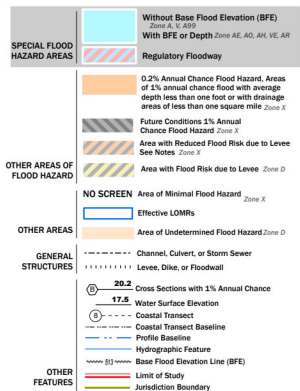 Without Base Flood Elevation (BFE)
Zone A, V, A99
With BFE or Depth Zone AE, AO, AH, VE, AR
SPECIAL FLOOD
HAZARD AREAS
Regulatory Floodway
0.2% Annual Chance Flood Hazard, Areas
of 1% annual chance flood with average
depth less than one foot or with drainage
areas of less than one square mile Zone X
Future Conditions 1% Annual
Chance Flood Hazard Zone X
Area with Reduced Flood Risk due to Levee
See Notes Zone X
OTHER AREAS OF
FLOOD HAZARD
Area with Flood Risk due to Levee Zone D
NO SCREEN Area of Minimal Flood Hazard Zone X
Effective LOMRs
OTHER AREAS
Area of Undetermined Flood Hazard Zone D
GENERAL
STRUCTURES
Channel, Culvert, or Storm Sewer
Levee, Dike, or Floodwall
B 20.2 Cross Sections with 1% Annual Chance
17.5 Water Surface Elevation
8 Coastal Transect
Coastal Transect Baseline
Profile Baseline
Hydrographic Feature
513 Base Flood Elevation Line (BFE)
OTHER
FEATURES
Limit of Study
Jurisdiction Boundary